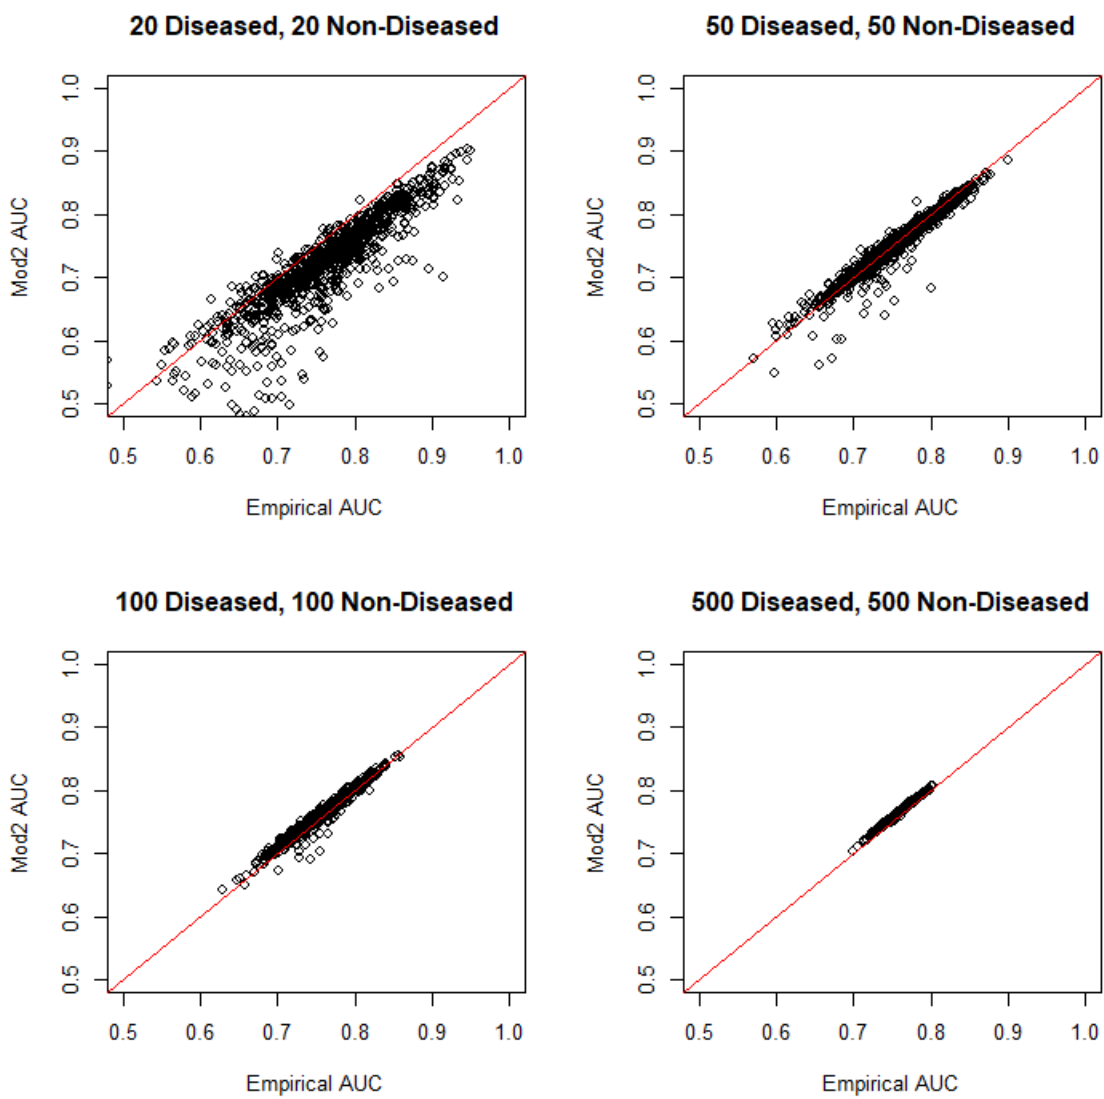 20 Diseased, 20 Non-Diseased
1.0
0.9
0.8
0.7
0.6
0.5
Mod2 AUC
0.5 0.6 0.7 0.8 0.9 1.0
Empirical AUC
50 Diseased, 50 Non-Diseased
1.0
0.9
0.8
0.7
0.6
0.5
Mod2 AUC
0.5 0.6 0.7 0.8 0.9 1.0
Empirical AUC
100 Diseased, 100 Non-Diseased
1.0
0.9
0.8
0.7
0.6
0.5
Mod2 AUC
0.5 0.6 0.7 0.8 0.9 1.0
Empirical AUC
500 Diseased, 500 Non-Diseased
1.0
0.9
0.8
0.7
0.6
0.5
Mod2 AUC
0.5 0.6 0.7 0.8 0.9 1.0
Empirical AUC